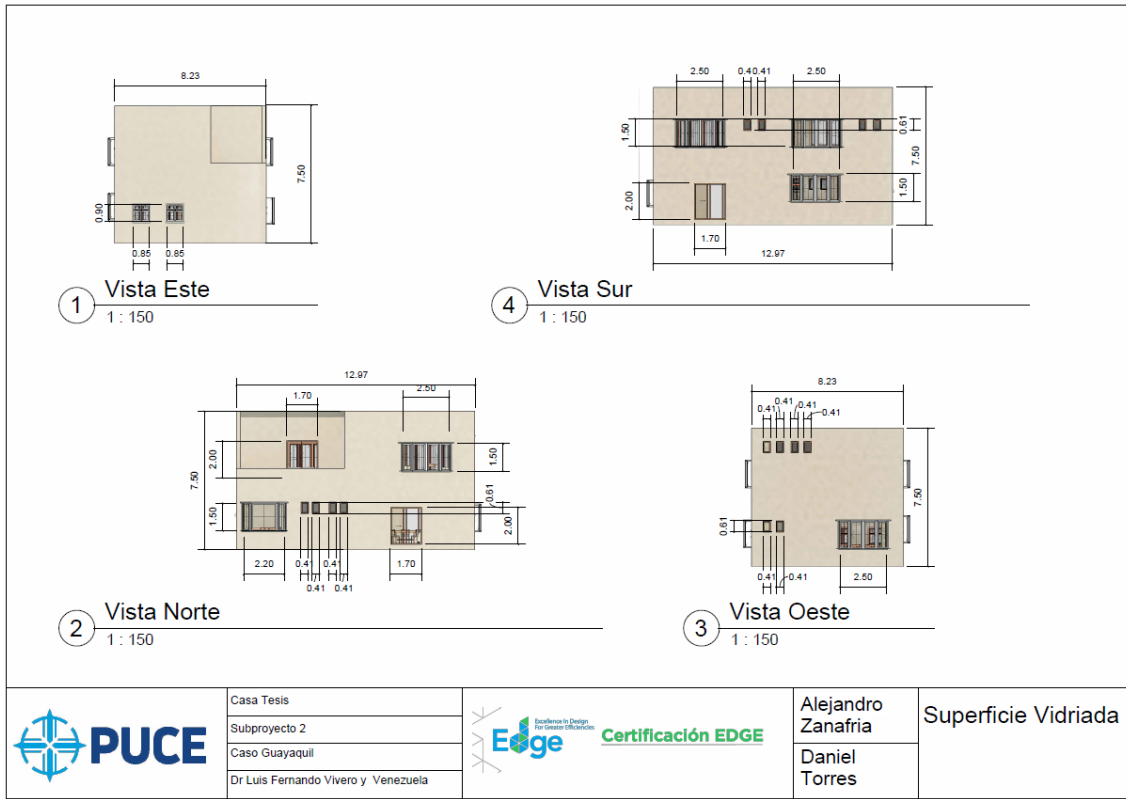 8.23
7.50
0.90
0.85 0.85
1 Vista Este
1 : 150
2.50 0.4 0.41 2.50
1.50
0.61
7.50
2.00
1.50
1.70
12.97
4 Vista Sur
1 : 150
12.97
1.70 2.50
2.00
7.50
1.50
0.61
1.50
2.00
2.20 0.41 0.41 1.70
0.41 0.41
2 Vista Norte
1 : 150
8.23
0.41 0.41 0.41 0.41
7.50
0.61
0.41 0.41 2.50
3 Vista Oeste
1 : 150
PUCE
Casa Tesis
Subproyecto 2
Caso Guayaquil
Dr Luis Fernando Vivero y Venezuela
Edge
Excellence in Design
For Greater Efficiencies
Certificación EDGE
Alejandro
Zanafria
Daniel
Torres
Superficie Vidriada